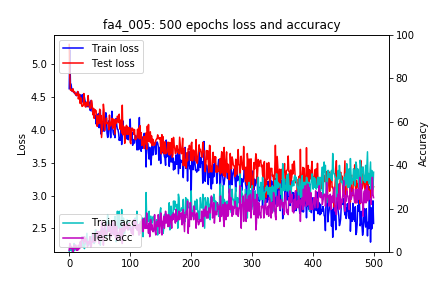 fa4_005: 500 epochs loss and accuracy
Train loss
Test loss
Train acc
Test acc
Loss
Accuracy
5.0
4.5
4.0
3.5
3.0
2.5
100
80
60
40
20
0
0
100
200
300
400
500